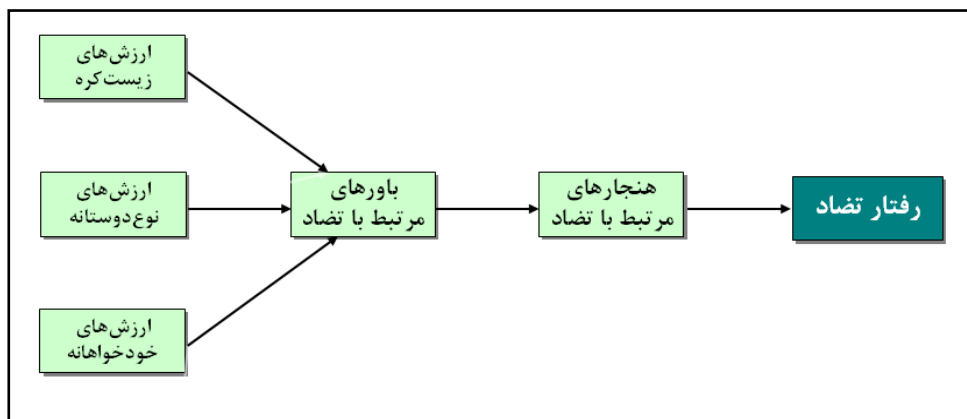 ارزش‌های
زیست‌کره
ارزش‌های
نوع‌دوستانه
ارزش‌های
خودخواهانه
باورهای
مرتبط با تضاد
هنجارهای
مرتبط با تضاد
رفتار تضاد